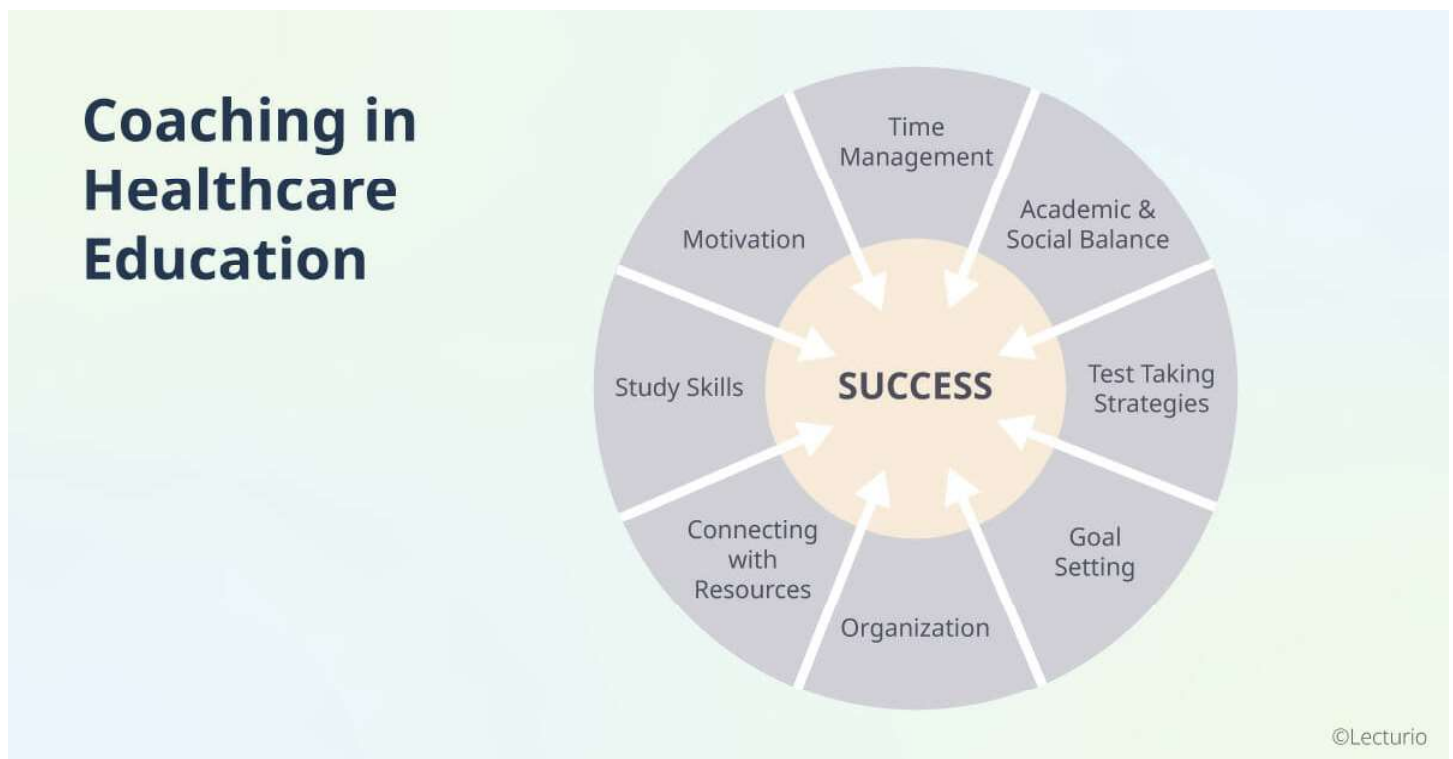 Coaching in
Healthcare
Education
Time
Management
Academic &
Social Balance
Test Taking
Strategies
Goal
Setting
Organization
Connecting
with
Resources
Study Skills
Motivation
SUCCESS
©Lecturio